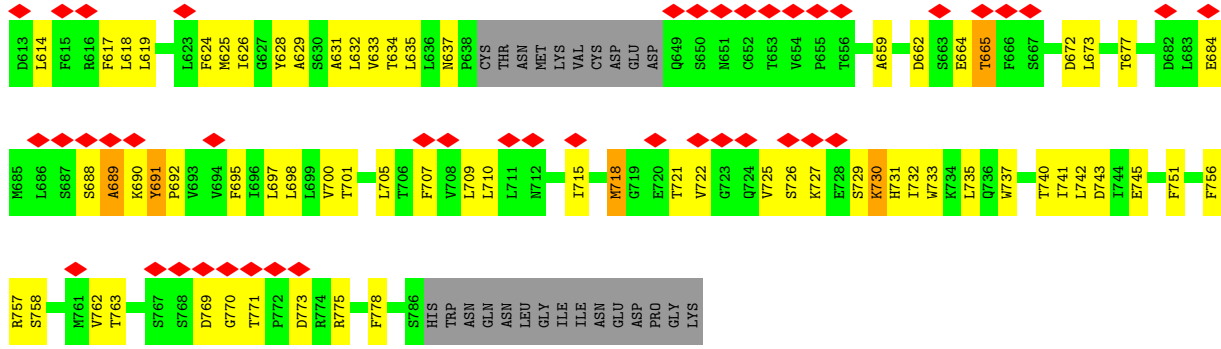 D613 L614 F615 R616 F617 L618 L619 L623 F624 M625 I626 G627 Y628 A629 S630 A631 L632 V633 T634 L635 L636 N637 P638 CYS THR ASN MET LYS VAL CYS ASP GLU ASP Q649 S650 N651 C652 T653 V654 P655 T656 A659 D662 S663 E664 T665 F666 S667 D672 L673 T677 D682 L683 E684
M685 L686 S687 S688 A689 K690 Y691 P692 V693 V694 F695 I696 L697 L698 L699 V700 T701 L705 T706 F707 V708 L709 L710 L711 N712 I715 M718 G719 E720 T721 V722 G723 Q724 V725 S726 K727 E728 S729 K730 H731 I732 W733 K734 L735 Q736 W737 T740 I741 L742 D743 I744 E745 F751 F756
R757 S758 M761 V762 T763 S767 S768 D769 G770 T771 P772 D773 R774 R775 F778 S786 HIS TRP ASN GLN ASN LEU GLY ILE ILE ASN GLU ASP PRO GLY LYS